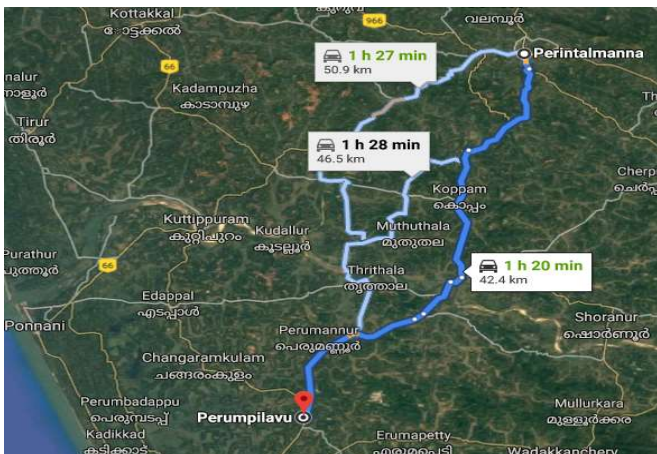 Kottakkal
ോട്ടക്കൽ
966
വലമ്പൂർ
Perintalmanna
1 h 27 min
50.9 km
66
Kadampuzha
കാടാമ്പുഴ
Tirur
തിരൂർ
1 h 28 min
46.5 km
Koppam
കൊപ്പം
Kuttippuram
കുറ്റിപ്പുറം
Kudallur
കൂടല്ലൂർ
Muthuthala
മുതുതല
Purathur
66
Thrithala
തൃത്താല
1 h 20 min
42.4 km
Edappal
എടപ്പാൾ
Ponnani
Perumannur
പെരുമണ്ണൂർ
Shoranur
ഷൊർണൂർ
Changaramkulam
ചങ്ങരംകുളം
Perumbadappu
പെരുമ്പടപ്പ്
Perumpilavu
Mullurkara
മുള്ളൂർക്കര
Kadikkad
Erumapetty
Wadakkanchery